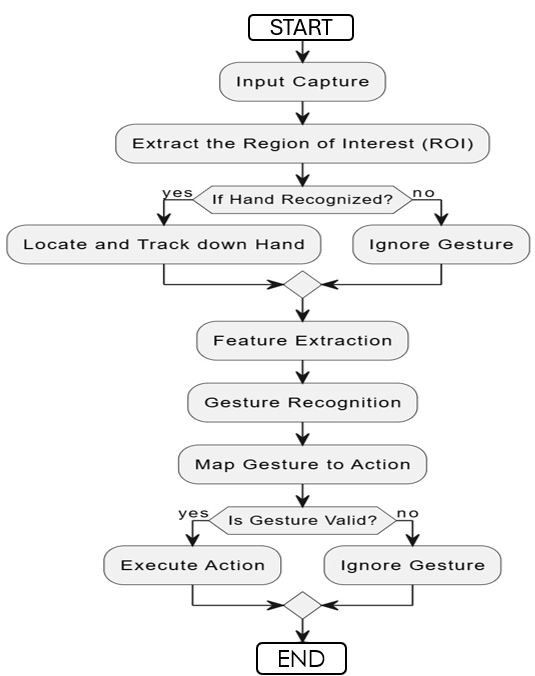 START
Input Capture
Extract the Region of Interest (ROI)
yes
If Hand Recognized?
no
Locate and Track down Hand
Ignore Gesture
Feature Extraction
Gesture Recognition
Map Gesture to Action
yes
Is Gesture Valid?
no
Execute Action
Ignore Gesture
END